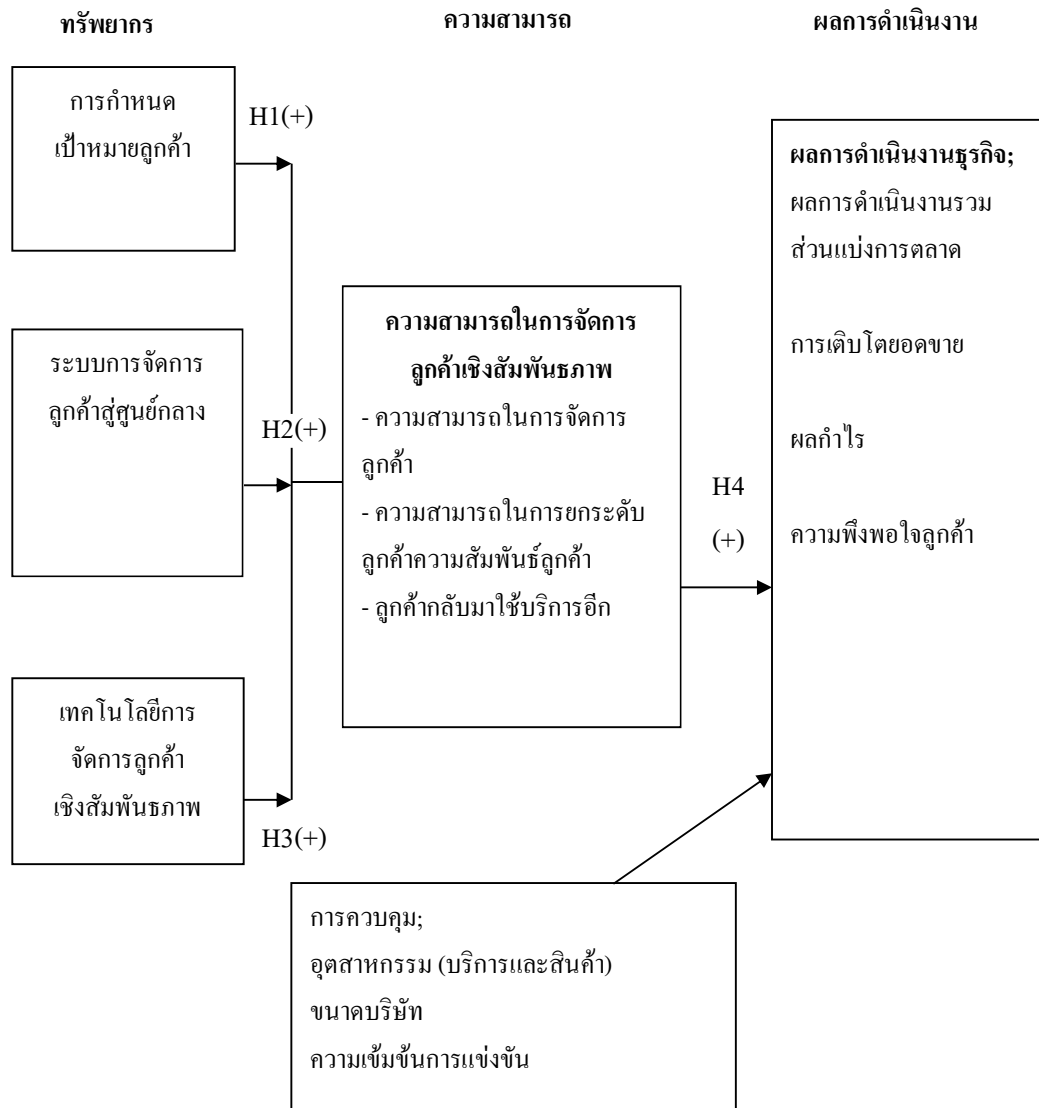 ทรัพยากร
ความสามารถ
ผลการดำเนินงาน
การกำหนด
เป้าหมายลูกค้า
H1(+)
ระบบการจัดการ
ลูกค้าสู่ศูนย์กลาง
H2(+)
เทคโนโลยีการ
จัดการลูกค้า
เชิงสัมพันธภาพ
H3(+)
ความสามารถในการจัดการ
ลูกค้าเชิงสัมพันธภาพ
- ความสามารถในการจัดการ
ลูกค้า
- ความสามารถในการยกระดับ
ลูกค้าความสัมพันธ์ลูกค้า
- ลูกค้ากลับมาใช้บริการอีก
H4
(+)
ผลการดำเนินงานธุรกิจ;
ผลการดำเนินงานรวม
ส่วนแบ่งการตลาด
การเติบโตยอดขาย
ผลกำไร
ความพึงพอใจลูกค้า
การควบคุม;
อุตสาหกรรม (บริการและสินค้า)
ขนาดบริษัท
ความเข้มข้นการแข่งขัน